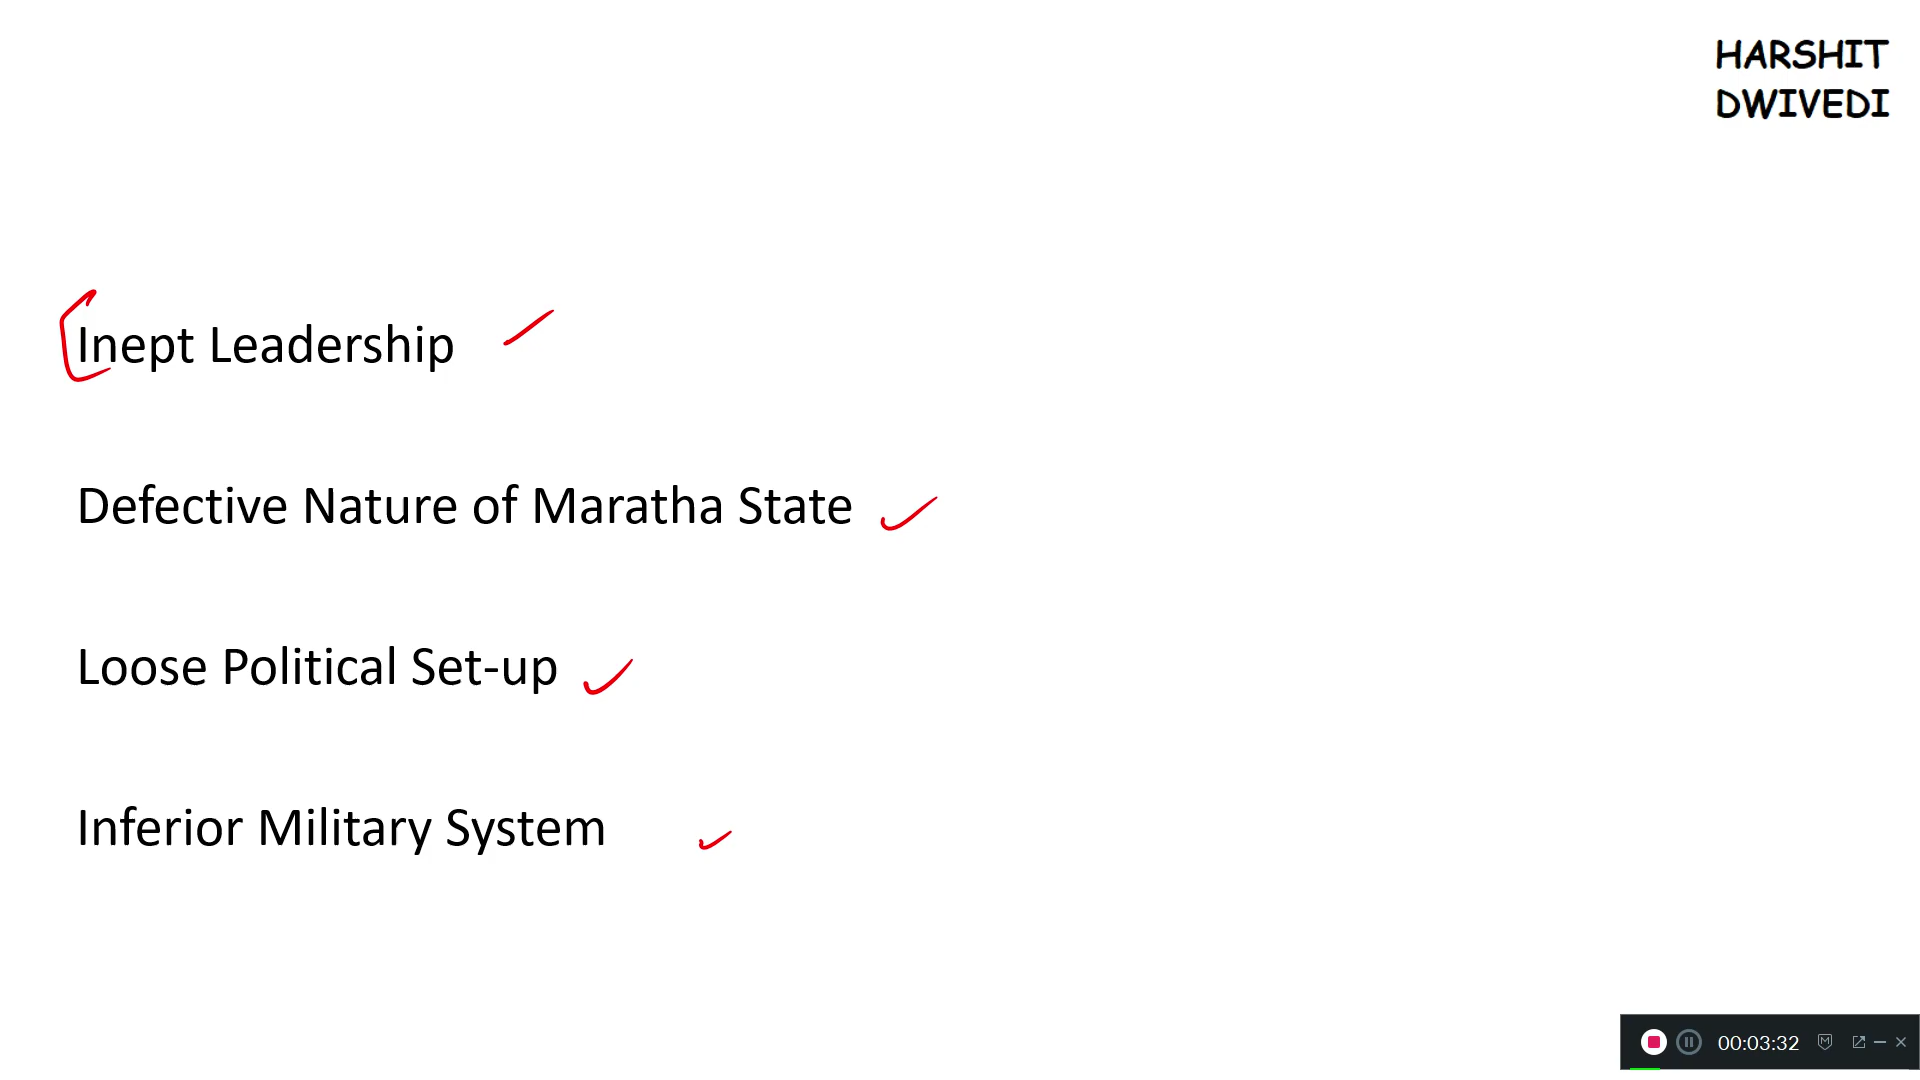 HARSHIT
DWIVEDI
Inept Leadership
Defective Nature of Maratha State
Loose Political Set-up
Inferior Military System
00:03:32